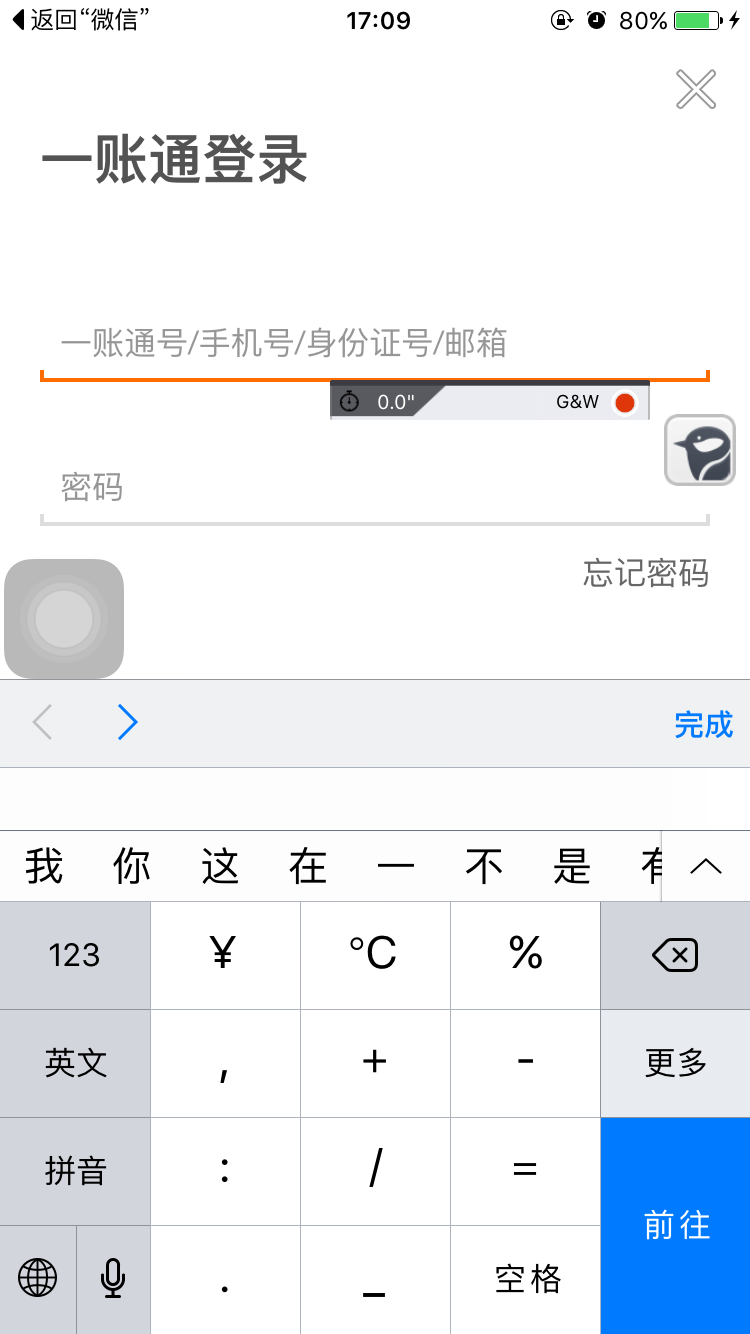 返回“微信” 17:09 80%
一账通登录
一账通号/手机号/身份证号/邮箱
0.0" G&W
密码
忘记密码
完成
我 你 这 在 一 不 是
123 ¥ °C % 
英文 , + - 更多
拼音 : / =
前往
. _ 空格